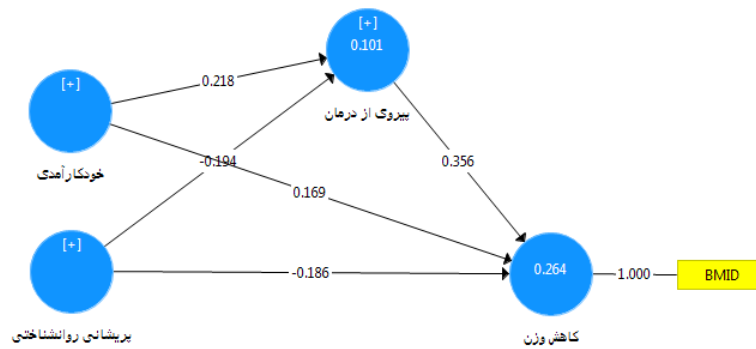 [+]
0.101
پیروی از درمان
[+]
خودکارآمدی
0.218
-0.194
0.169
0.356
[+]
پریشانی روانشناختی
-0.186
0.264
کاهش وزن
1.000
BMID